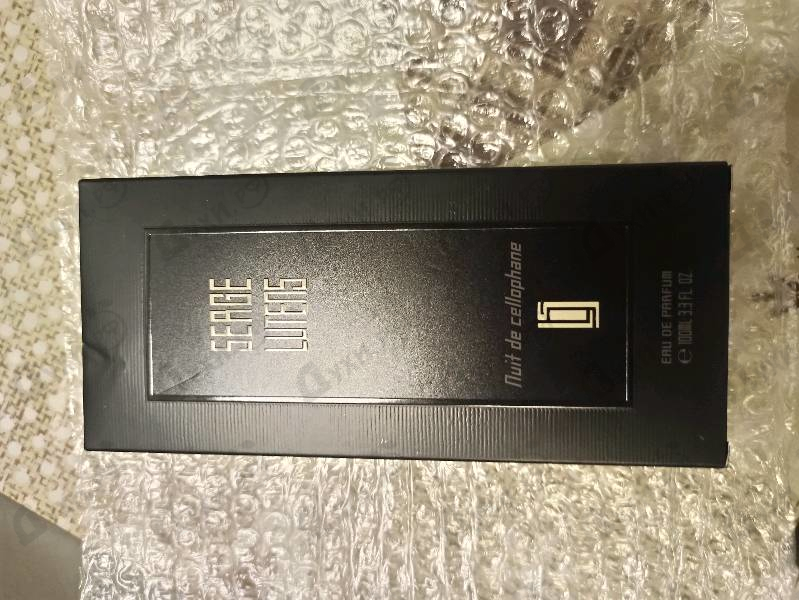 SERGE
LUTENS
Nuit de cellophane
EAU DE PARFUM
e 100ML 3.3 FL. OZ